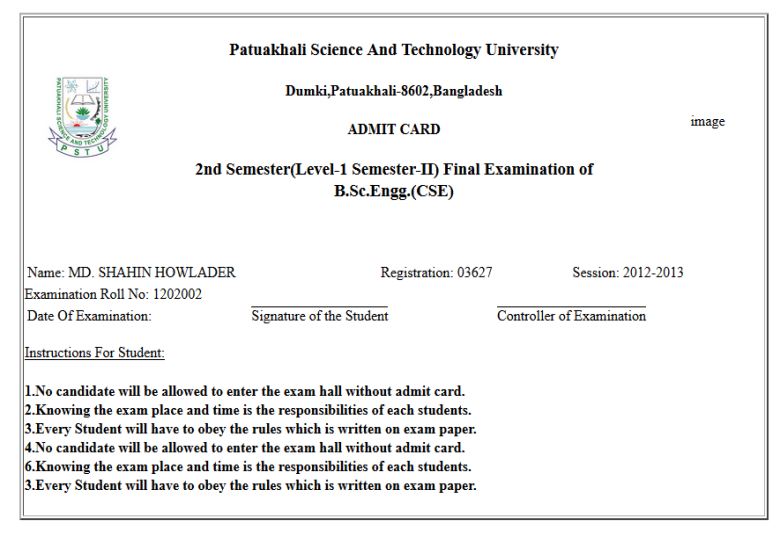 Patuakhali Science And Technology University
Dumki,Patuakhali-8602,Bangladesh
PATUAKHALI SCIENCE AND TECHNOLOGY UNIVERSITY
PSTU
ADMIT CARD
image
2nd Semester(Level-1 Semester-II) Final Examination of
B.Sc.Engg.(CSE)
Name: MD. SHAHIN HOWLADER Registration: 03627 Session: 2012-2013
Examination Roll No: 1202002
Date Of Examination: Signature of the Student Controller of Examination
Instructions For Student:
1.No candidate will be allowed to enter the exam hall without admit card.
2.Knowing the exam place and time is the responsibilities of each students.
3.Every Student will have to obey the rules which is written on exam paper.
4.No candidate will be allowed to enter the exam hall without admit card.
6.Knowing the exam place and time is the responsibilities of each students.
3.Every Student will have to obey the rules which is written on exam paper.